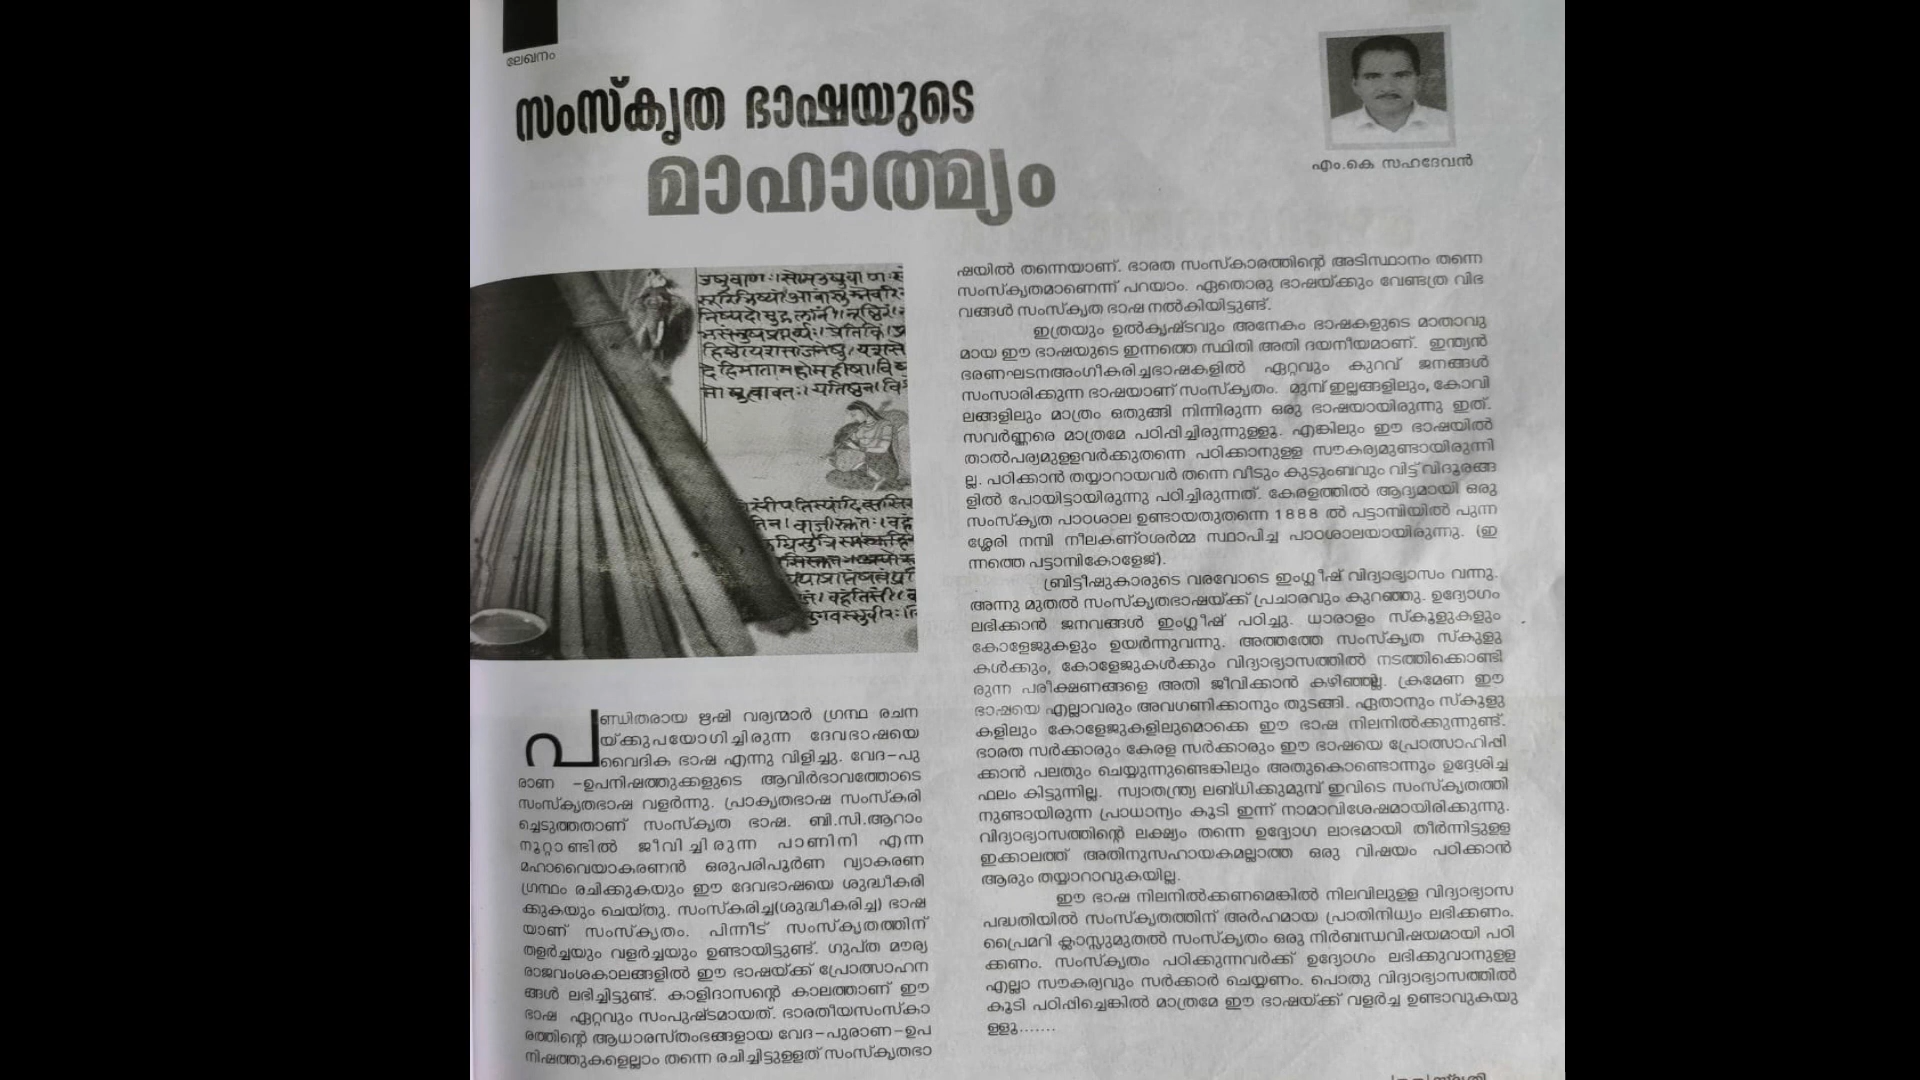 ലേഖനം
സംസ്കൃത ഭാഷയുടെ
മാഹാത്മ്യം
എം.കെ സഹദേവൻ
പണ്ഡിതരായ ഋഷി വര്യന്മാർ ഗ്രന്ഥ രചന
യ്ക്കുപയോഗിച്ചിരുന്ന ദേവഭാഷയെ
വൈദിക ഭാഷ എന്നു വിളിച്ചു. വേദ-പു
രാണ -ഉപനിഷത്തുക്കളുടെ ആവിർഭാവത്തോടെ
സംസ്കൃതഭാഷ വളർന്നു. പ്രാകൃതഭാഷ സംസ്കരി
ച്ചെടുത്തതാണ് സംസ്കൃത ഭാഷ. ബി.സി.ആറാം
നൂറ്റാണ്ടിൽ ജീവിച്ചിരുന്ന പാണിനി എന്ന
മഹാവൈയാകരണൻ ഒരുപരിപൂർണ വ്യാകരണ
ഗ്രന്ഥം രചിക്കുകയും ഈ ദേവഭാഷയെ ശുദ്ധീകരി
ക്കുകയും ചെയ്തു. സംസ്കരിച്ച(ശുദ്ധീകരിച്ച) ഭാഷ
യാണ് സംസ്കൃതം. പിന്നീട് സംസ്കൃതത്തിന്
തളർച്ചയും വളർച്ചയും ഉണ്ടായിട്ടുണ്ട്. ഗുപ്ത മൗര്യ
രാജവംശകാലങ്ങളിൽ ഈ ഭാഷയ്ക്ക് പ്രോത്സാഹന
ങ്ങൾ ലഭിച്ചിട്ടുണ്ട്. കാളിദാസന്റെ കാലത്താണ് ഈ
ഭാഷ ഏറ്റവും സംപുഷ്ടമായത്. ഭാരതീയസംസ്കാ
രത്തിന്റെ ആധാരസ്തംഭങ്ങളായ വേദ-പുരാണ-ഉപ
നിഷത്തുകളെല്ലാം തന്നെ രചിച്ചിട്ടുള്ളത് സംസ്കൃതഭാ
ഷയിൽ തന്നെയാണ്. ഭാരത സംസ്കാരത്തിന്റെ അടിസ്ഥാനം തന്നെ
സംസ്കൃതമാണെന്ന് പറയാം. ഏതൊരു ഭാഷയ്ക്കും വേണ്ടത്ര വിഭ
വങ്ങൾ സംസ്കൃത ഭാഷ നൽകിയിട്ടുണ്ട്.
ഇത്രയും ഉൽകൃഷ്ടവും അനേകം ഭാഷകളുടെ മാതാവു
മായ ഈ ഭാഷയുടെ ഇന്നത്തെ സ്ഥിതി അതി ദയനീയമാണ്. ഇന്ത്യൻ
ഭരണഘടനഅംഗീകരിച്ചഭാഷകളിൽ ഏറ്റവും കുറവ് ജനങ്ങൾ
സംസാരിക്കുന്ന ഭാഷയാണ് സംസ്കൃതം. മുമ്പ് ഇല്ലങ്ങളിലും, കോവി
ലങ്ങളിലും മാത്രം ഒതുങ്ങി നിന്നിരുന്ന ഒരു ഭാഷയായിരുന്നു ഇത്.
സവർണ്ണരെ മാത്രമേ പഠിപ്പിച്ചിരുന്നുള്ളൂ. എങ്കിലും ഈ ഭാഷയിൽ
താൽപര്യമുള്ളവർക്കുതന്നെ പഠിക്കാനുള്ള സൗകര്യമുണ്ടായിരുന്നി
ല്ല. പഠിക്കാൻ തയ്യാറായവർ തന്നെ വീടും കുടുംബവും വിട്ട് വിദൂരങ്ങ
ളിൽ പോയിട്ടായിരുന്നു പഠിച്ചിരുന്നത്. കേരളത്തിൽ ആദ്യമായി ഒരു
സംസ്കൃത പാഠശാല ഉണ്ടായതുതന്നെ 1888 ൽ പട്ടാമ്പിയിൽ പുന്ന
ശ്ശേരി നമ്പി നീലകണ്ഠശർമ്മ സ്ഥാപിച്ച പാഠശാലയായിരുന്നു. (ഇ
ന്നത്തെ പട്ടാമ്പികോളേജ്).
ബ്രിട്ടീഷുകാരുടെ വരവോടെ ഇംഗ്ലീഷ് വിദ്യാഭ്യാസം വന്നു.
അന്നു മുതൽ സംസ്കൃതഭാഷയ്ക്ക് പ്രചാരവും കുറഞ്ഞു. ഉദ്യോഗം
ലഭിക്കാൻ ജനവങ്ങൾ ഇംഗ്ലീഷ് പഠിച്ചു. ധാരാളം സ്കൂളുകളും
കോളേജുകളും ഉയർന്നുവന്നു. അത്തത്തേ സംസ്കൃത സ്കൂളു
കൾക്കും, കോളേജുകൾക്കും വിദ്യാഭ്യാസത്തിൽ നടത്തിക്കൊണ്ടി
രുന്ന പരീക്ഷണങ്ങളെ അതി ജീവിക്കാൻ കഴിഞ്ഞില്ല. ക്രമേണ ഈ
ഭാഷയെ എല്ലാവരും അവഗണിക്കാനും തുടങ്ങി. ഏതാനും സ്കൂളു
കളിലും കോളേജുകളിലുമൊക്കെ ഈ ഭാഷ നിലനിൽക്കുന്നുണ്ട്.
ഭാരത സർക്കാരും കേരള സർക്കാരും ഈ ഭാഷയെ പ്രോത്സാഹിപ്പി
ക്കാൻ പലതും ചെയ്യുന്നുണ്ടെങ്കിലും അതുകൊണ്ടൊന്നും ഉദ്ദേശിച്ച
ഫലം കിട്ടുന്നില്ല. സ്വാതന്ത്ര്യ ലബ്ധിക്കുമുമ്പ് ഇവിടെ സംസ്കൃതത്തി
നുണ്ടായിരുന്ന പ്രാധാന്യം കൂടി ഇന്ന് നാമാവിശേഷമായിരിക്കുന്നു.
വിദ്യാഭ്യാസത്തിന്റെ ലക്ഷ്യം തന്നെ ഉദ്ദ്യോഗ ലാഭമായി തീർന്നിട്ടുള്ള
ഇക്കാലത്ത് അതിനുസഹായകമല്ലാത്ത ഒരു വിഷയം പഠിക്കാൻ
ആരും തയ്യാറാവുകയില്ല.
ഈ ഭാഷ നിലനിൽക്കണമെങ്കിൽ നിലവിലുള്ള വിദ്യാഭ്യാസ
പദ്ധതിയിൽ സംസ്കൃതത്തിന് അർഹമായ പ്രാതിനിധ്യം ലഭിക്കണം.
പ്രൈമറി ക്ലാസ്സുമുതൽ സംസ്കൃതം ഒരു നിർബന്ധവിഷയമായി പഠി
ക്കണം. സംസ്കൃതം പഠിക്കുന്നവർക്ക് ഉദ്യോഗം ലഭിക്കുവാനുള്ള
എല്ലാ സൗകര്യവും സർക്കാർ ചെയ്യണം. പൊതു വിദ്യാഭ്യാസത്തിൽ
കൂടി പഠിപ്പിച്ചെങ്കിൽ മാത്രമേ ഈ ഭാഷയ്ക്ക് വളർച്ച ഉണ്ടാവുകയു
ള്ളൂ.......